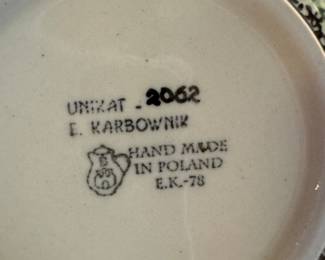 UNIKAT - 2062
E. KARBOWNIK
HAND MADE
IN POLAND
E.K.-78